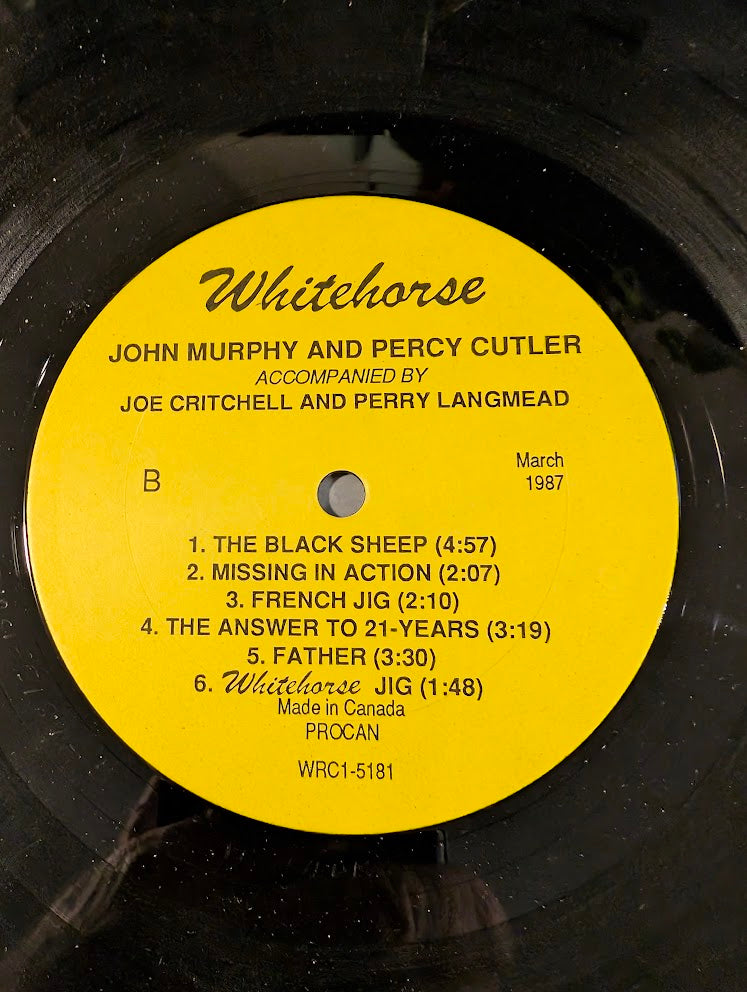 Whitehorse
JOHN MURPHY AND PERCY CUTLER
ACCOMPANIED BY
JOE CRITCHELL AND PERRY LANGMEAD
B
March
1987
1. THE BLACK SHEEP (4:57)
2. MISSING IN ACTION (2:07)
3. FRENCH JIG (2:10)
4. THE ANSWER TO 21-YEARS (3:19)
5. FATHER (3:30)
6. Whitehorse JIG (1:48)
Made in Canada
PROCAN
WRC1-5181